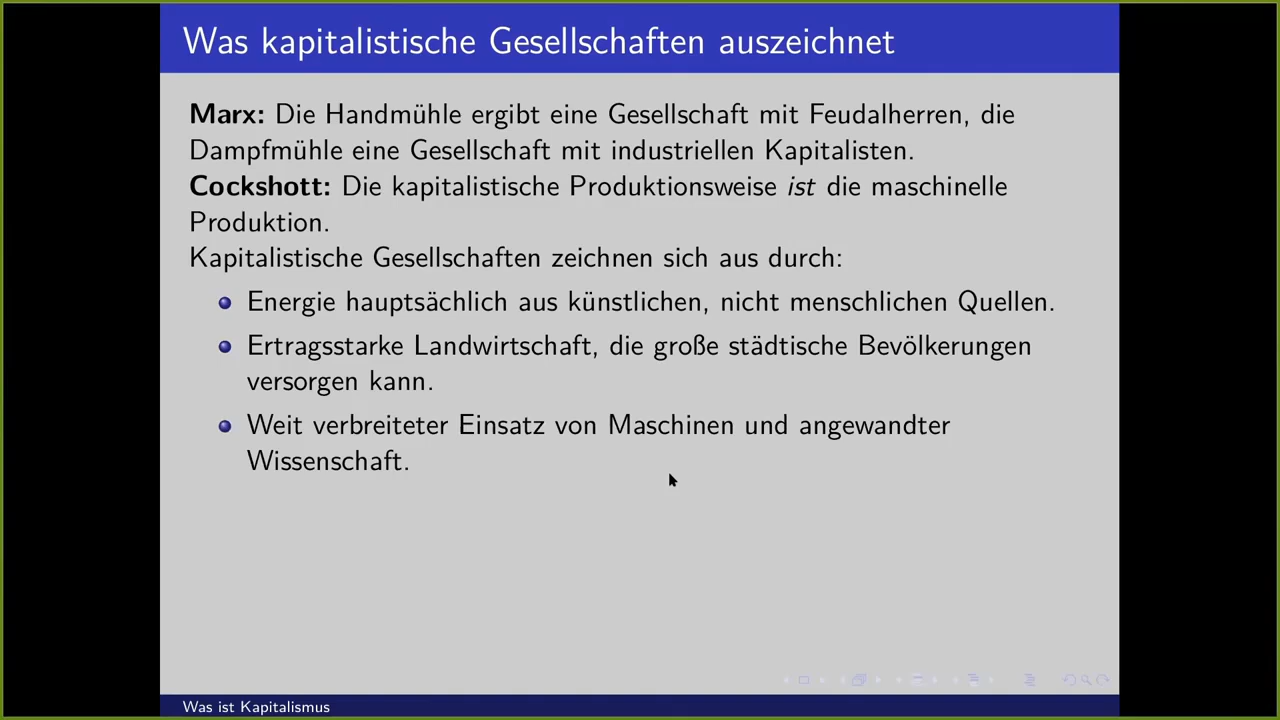 Was kapitalistische Gesellschaften auszeichnet
Marx: Die Handmühle ergibt eine Gesellschaft mit Feudalherren, die
Dampfmühle eine Gesellschaft mit industriellen Kapitalisten.
Cockshott: Die kapitalistische Produktionsweise ist die maschinelle
Produktion.
Kapitalistische Gesellschaften zeichnen sich aus durch:
Energie hauptsächlich aus künstlichen, nicht menschlichen Quellen.
Ertragsstarke Landwirtschaft, die große städtische Bevölkerungen
versorgen kann.
Weit verbreiteter Einsatz von Maschinen und angewandter
Wissenschaft.
Was ist Kapitalismus